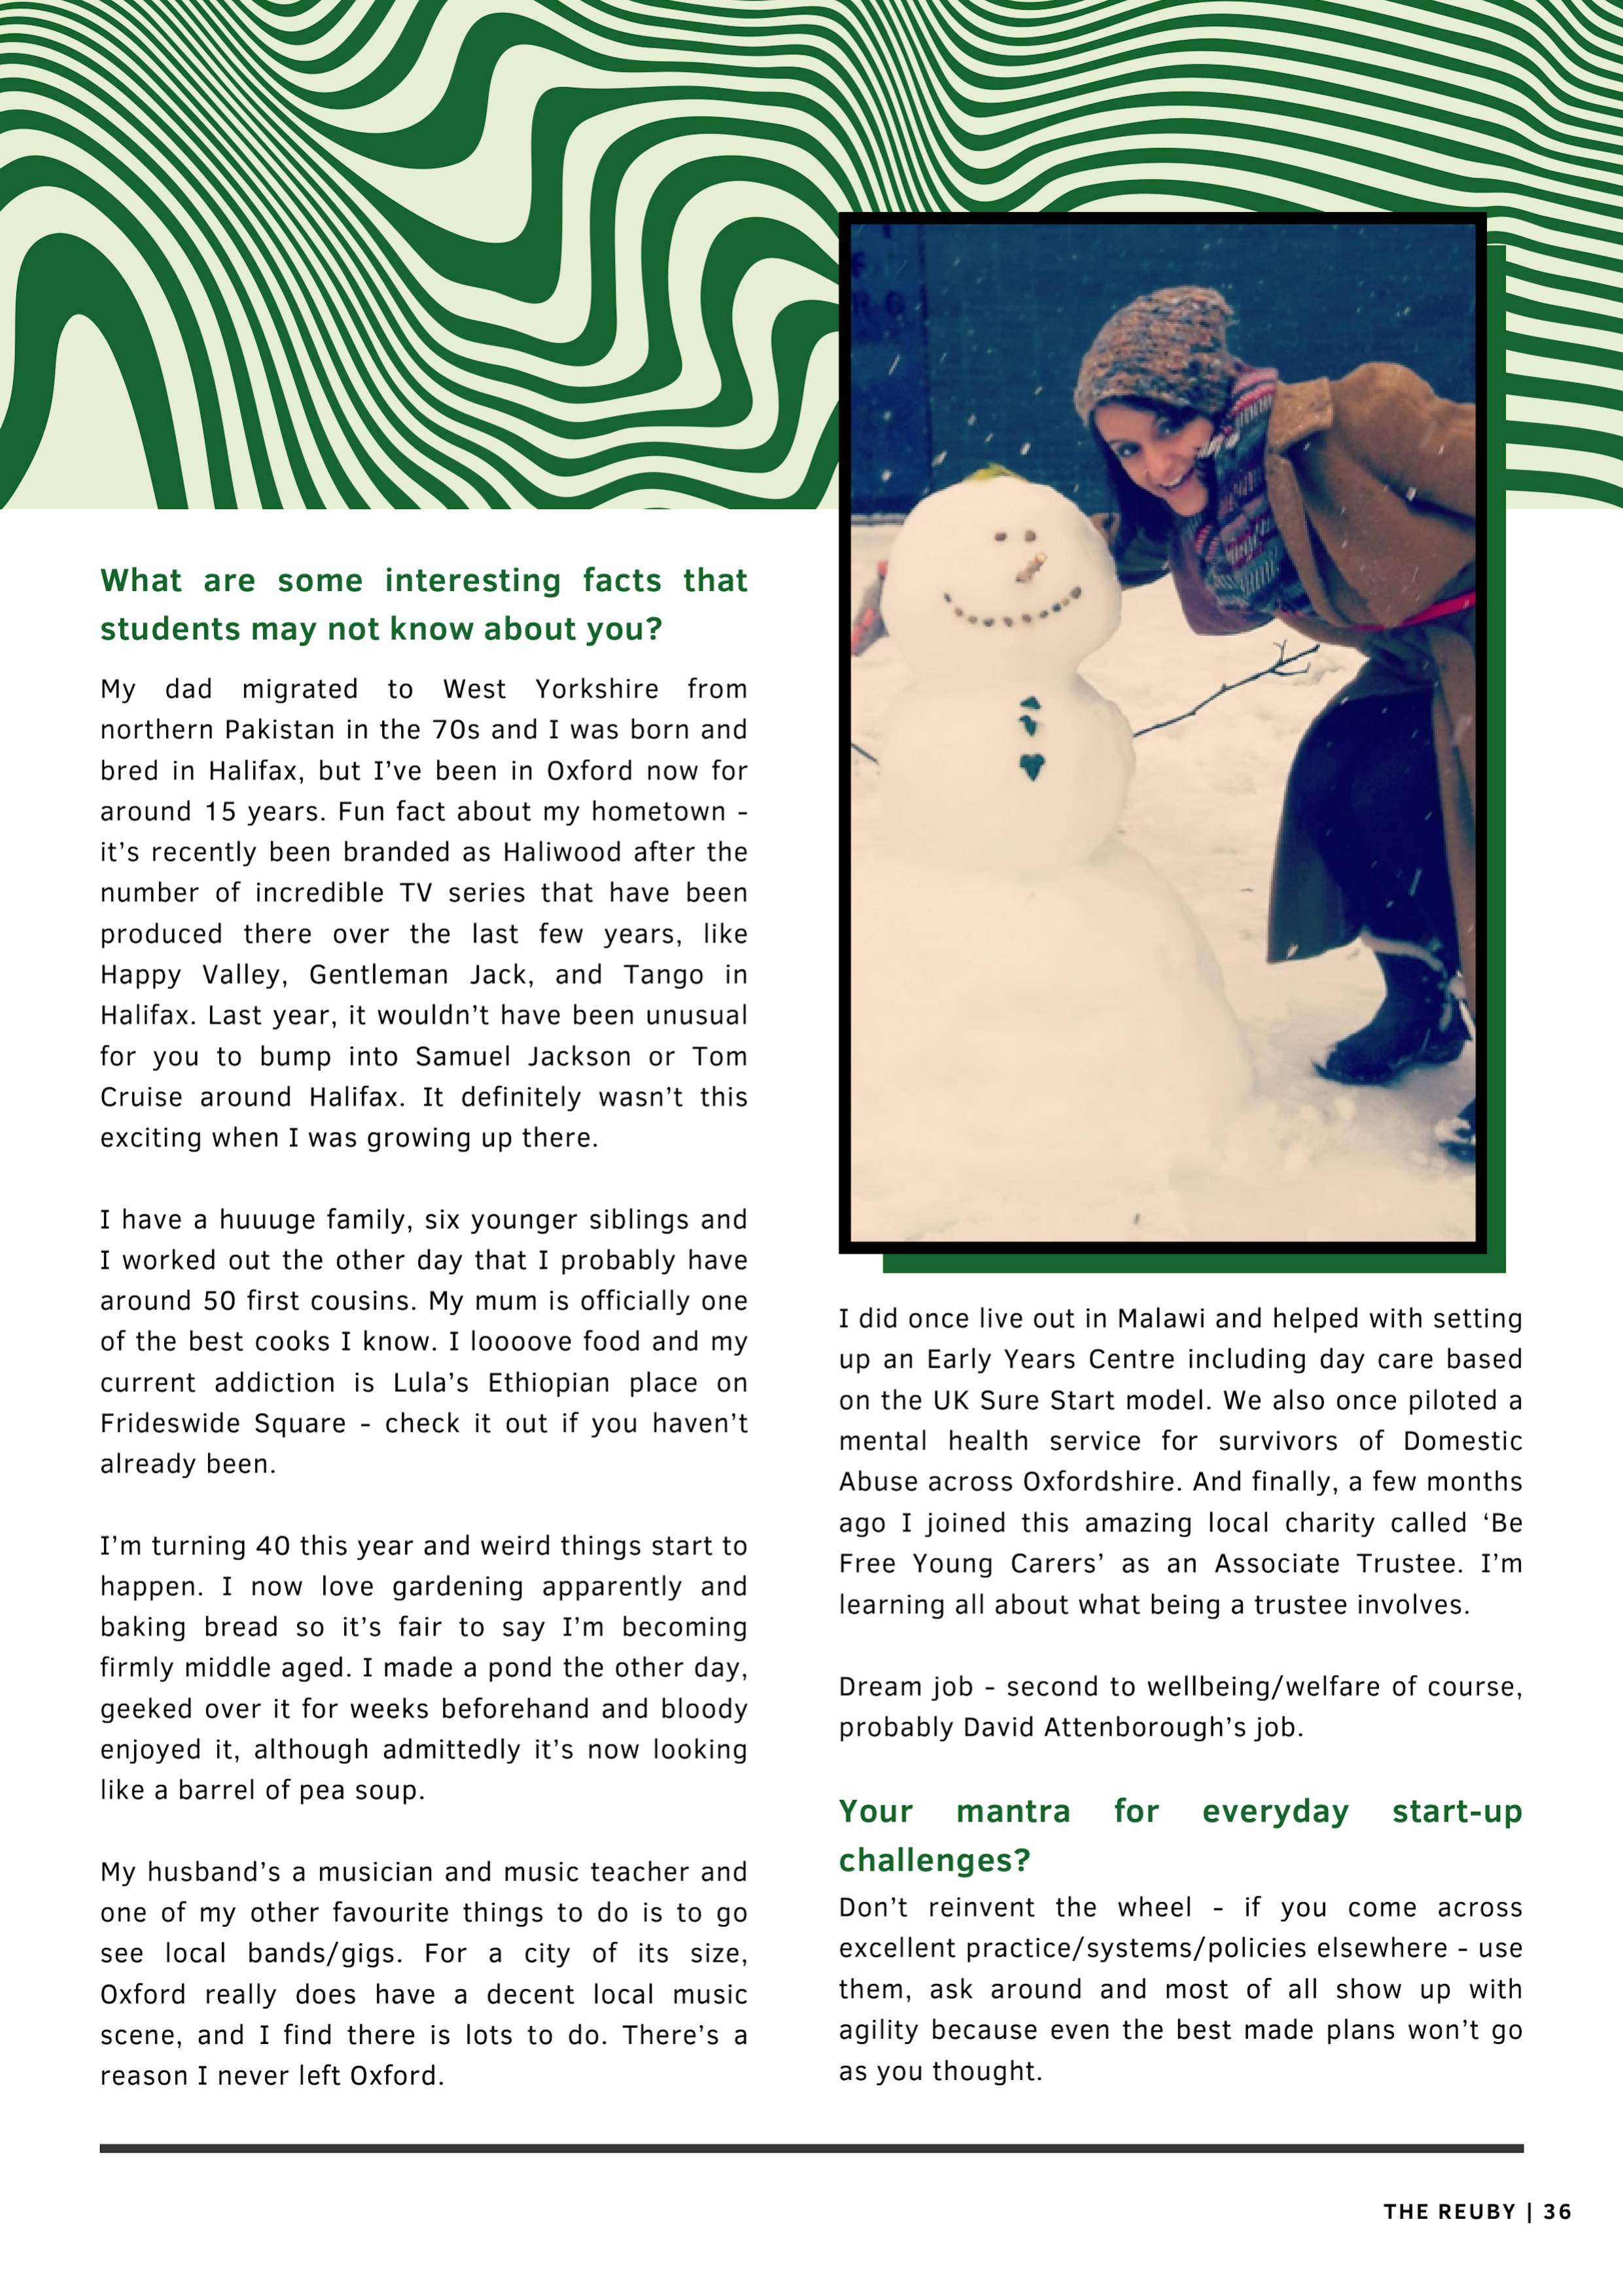 What are some interesting facts that
students may not know about you?
My dad migrated to West Yorkshire from
northern Pakistan in the 70s and I was born and
bred in Halifax, but I’ve been in Oxford now for
around 15 years. Fun fact about my hometown -
it’s recently been branded as Haliwood after the
number of incredible TV series that have been
produced there over the last few years, like
Happy Valley, Gentleman Jack, and Tango in
Halifax. Last year, it wouldn’t have been unusual
for you to bump into Samuel Jackson or Tom
Cruise around Halifax. It definitely wasn’t this
exciting when I was growing up there.
I have a huuuge family, six younger siblings and
I worked out the other day that I probably have
around 50 first cousins. My mum is officially one
of the best cooks I know. I loooove food and my
current addiction is Lula’s Ethiopian place on
Frideswide Square - check it out if you haven’t
already been.
I’m turning 40 this year and weird things start to
happen. I now love gardening apparently and
baking bread so it’s fair to say I’m becoming
firmly middle aged. I made a pond the other day,
geeked over it for weeks beforehand and bloody
enjoyed it, although admittedly it’s now looking
like a barrel of pea soup.
My husband’s a musician and music teacher and
one of my other favourite things to do is to go
see local bands/gigs. For a city of its size,
Oxford really does have a decent local music
scene, and I find there is lots to do. There’s a
reason I never left Oxford.
I did once live out in Malawi and helped with setting
up an Early Years Centre including day care based
on the UK Sure Start model. We also once piloted a
mental health service for survivors of Domestic
Abuse across Oxfordshire. And finally, a few months
ago I joined this amazing local charity called ‘Be
Free Young Carers’ as an Associate Trustee. I’m
learning all about what being a trustee involves.
Dream job - second to wellbeing/welfare of course,
probably David Attenborough’s job.
Your mantra for everyday start-up
challenges?
Don’t reinvent the wheel - if you come across
excellent practice/systems/policies elsewhere - use
them, ask around and most of all show up with
agility because even the best made plans won’t go
as you thought.
THE REUBY | 36